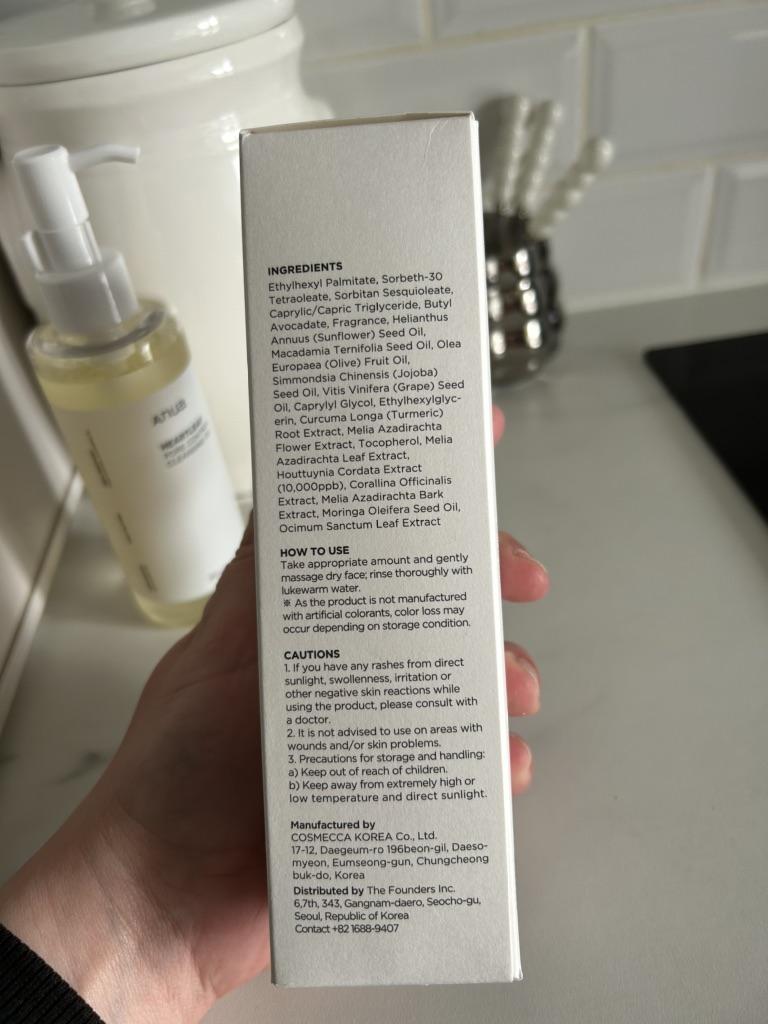 INGREDIENTS
Ethylhexyl Palmitate, Sorbeth-30
Tetraoleate, Sorbitan Sesquioleate,
Caprylic/Capric Triglyceride, Butyl
Avocadate, Fragrance, Helianthus
Annuus (Sunflower) Seed Oil,
Macadamia Ternifolia Seed Oil, Olea
Europaea (Olive) Fruit Oil,
Simmondsia Chinensis (Jojoba)
Seed Oil, Vitis Vinifera (Grape) Seed
Oil, Caprylyl Glycol, Ethylhexylglyc-
erin, Curcuma Longa (Turmeric)
Root Extract, Melia Azadirachta
Flower Extract, Tocopherol, Melia
Azadirachta Leaf Extract,
Houttuynia Cordata Extract
(10,000ppb), Corallina Officinalis
Extract, Melia Azadirachta Bark
Extract, Moringa Oleifera Seed Oil,
Ocimum Sanctum Leaf Extract
HOW TO USE
Take appropriate amount and gently
massage dry face; rinse thoroughly with
lukewarm water.
※ As the product is not manufactured
with artificial colorants, color loss may
occur depending on storage condition.
CAUTIONS
1. If you have any rashes from direct
sunlight, swollenness, irritation or
other negative skin reactions while
using the product, please consult with
a doctor.
2. It is not advised to use on areas with
wounds and/or skin problems.
3. Precautions for storage and handling:
a) Keep out of reach of children.
b) Keep away from extremely high or
low temperature and direct sunlight.
Manufactured by
COSMECCA KOREA Co., Ltd.
17-12, Daegeum-ro 196beon-gil, Daeso-
myeon, Eumseong-gun, Chungcheong
buk-do, Korea
Distributed by The Founders Inc.
6,7th, 343, Gangnam-daero, Seocho-gu,
Seoul, Republic of Korea
Contact +82 1688-9407
ANUA